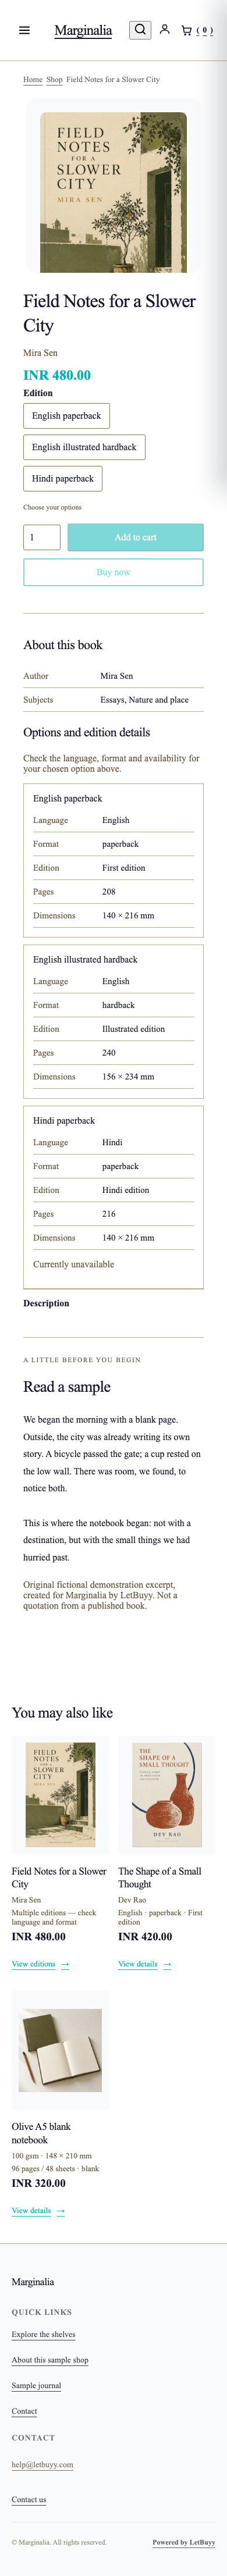 Marginalia
( 0 )
Home Shop Field Notes for a Slower City
FIELD
NOTES
FOR A
SLOWER
CITY
MIRA SEN
Field Notes for a Slower
City
Mira Sen
INR 480.00
Edition
English paperback
English illustrated hardback
Hindi paperback
Choose your options
1
Add to cart
Buy now
About this book
Author Mira Sen
Subjects Essays, Nature and place
Options and edition details
Check the language, format and availability for
your chosen option above.
English paperback
Language English
Format paperback
Edition First edition
Pages 208
Dimensions 140 × 216 mm
English illustrated hardback
Language English
Format hardback
Edition Illustrated edition
Pages 240
Dimensions 156 × 234 mm
Hindi paperback
Language Hindi
Format paperback
Edition Hindi edition
Pages 216
Dimensions 140 × 216 mm
Currently unavailable
Description
A LITTLE BEFORE YOU BEGIN
Read a sample
We began the morning with a blank page.
Outside, the city was already writing its own
story. A bicycle passed the gate; a cup rested on
the low wall. There was room, we found, to
notice both.
This is where the notebook began: not with a
destination, but with the small things we had
hurried past.
Original fictional demonstration excerpt,
created for Marginalia by LetBuyy. Not a
quotation from a published book.
You may also like
FIELD
NOTES
FOR A
SLOWER
CITY
MIRA SEN
Field Notes for a Slower
City
Mira Sen
Multiple editions — check
language and format
INR 480.00
View editions →
THE
SHAPE OF A
SMALL
THOUGHT
DEV RAO
The Shape of a Small
Thought
Dev Rao
English · paperback · First
edition
INR 420.00
View details →
Olive A5 blank
notebook
100 gsm · 148 × 210 mm
96 pages / 48 sheets · blank
INR 320.00
View details →
Marginalia
QUICK LINKS
Explore the shelves
About this sample shop
Sample journal
Contact
CONTACT
help@letbuyy.com
Contact us
© Marginalia. All rights reserved. Powered by LetBuyy